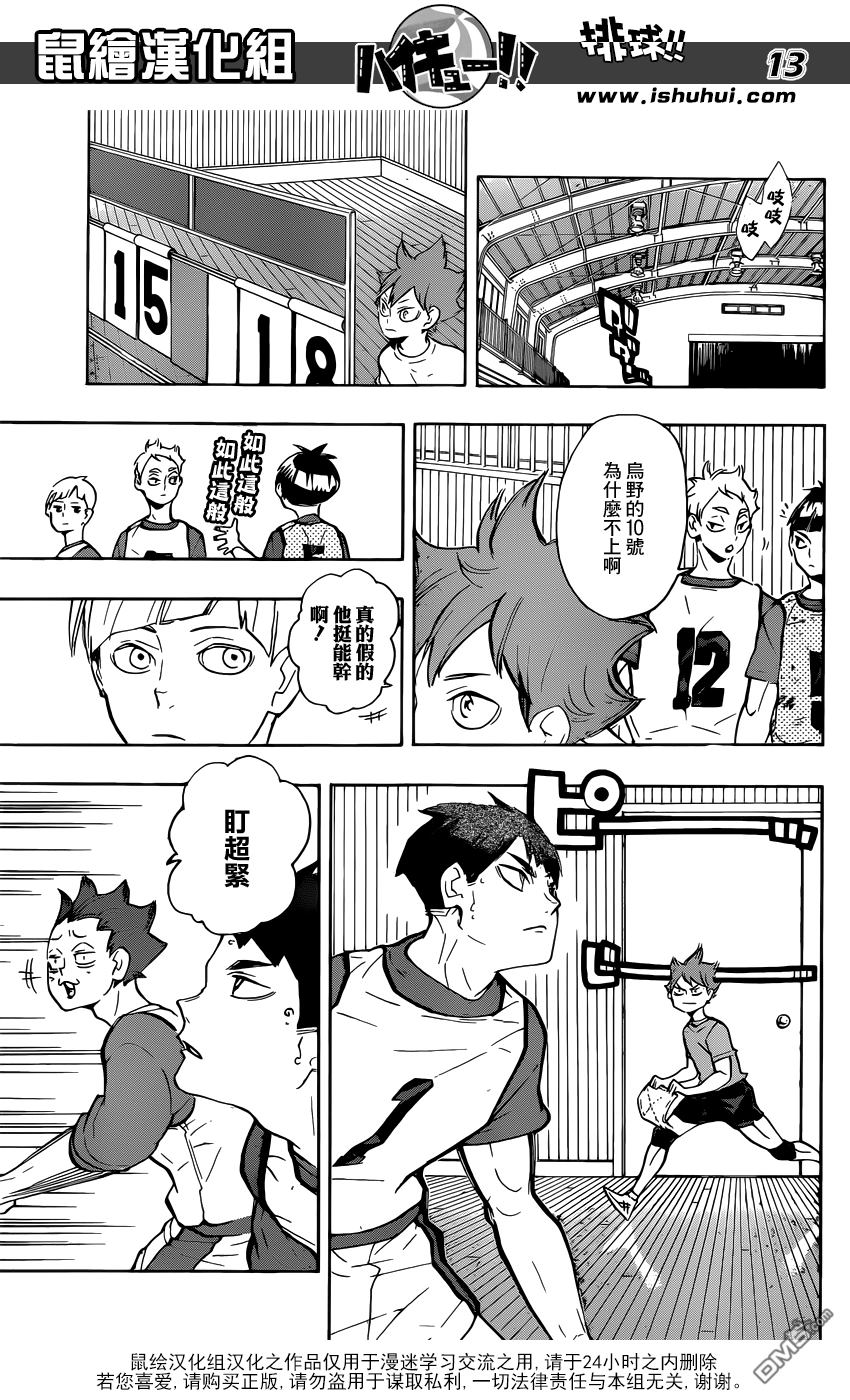 鼠繪漢化組
ハイキュー!!
排球!!
13
www.ishuhui.com
吱吱
吱
15
18
烏野的10號
為什麼不上啊
12
如此這般
如此這般
真的假的
他挺能幹
啊!
ピ
ピ
1
盯超緊
鼠绘汉化组汉化之作品仅用于漫迷学习交流之用, 请于24小时之内删除
若您喜爱, 请购买正版, 请勿盗用于谋取私利, 一切法律责任与本组无关, 谢谢.